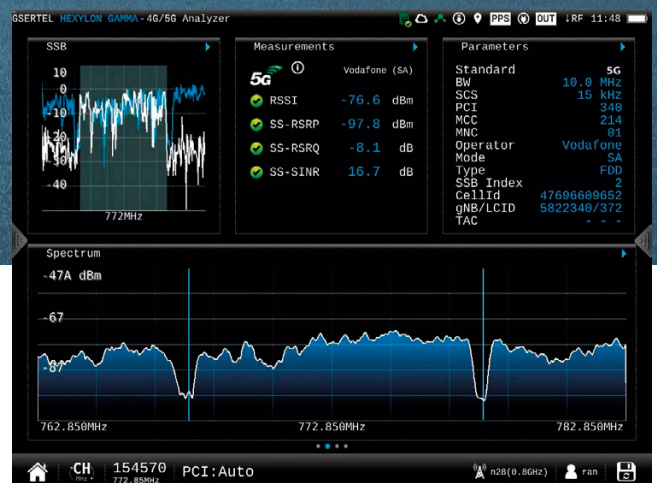 GSERTEL HEXYLON GAMMA-4G/5G Analyzer PPS OUT ↓RF 11:48
SSB
10
0
-10
-20
-30
-40
772MHz
Measurements
5G Vodafone (SA)
RSSI -76.6 dBm
SS-RSRP -97.8 dBm
SS-RSRQ -8.1 dB
SS-SINR 16.7 dB
Parameters
Standard 5G
BW 10.0 MHz
SCS 15 kHz
PCI 340
MCC 214
MNC 01
Operator Vodafone
Mode SA
Type FDD
SSB Index 2
CellId 47696609652
gNB/LCID 5822340/372
TAC - - -
Spectrum
-47A dBm
-67
-87
762.850MHz 772.850MHz 782.850MHz
CH MHz 154570 772.85MHz PCI:Auto n28(0.8GHz) ran